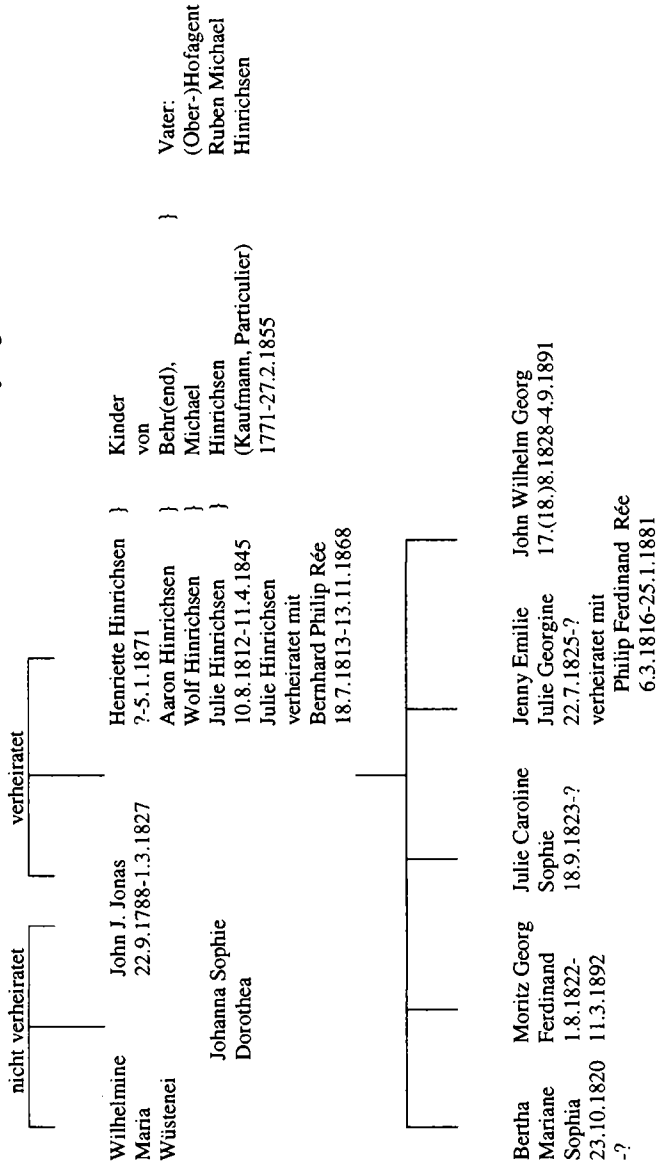 nicht verheiratet
verheiratet
Wilhelmine
Maria
Wüstenei
John J. Jonas
22.9.1788-1.3.1827
Johanna Sophie
Dorothea
Henriette Hinrichsen }
?-5.1.1871
Aaron Hinrichsen }
Wolf Hinrichsen }
Julie Hinrichsen }
10.8.1812-11.4.1845
Julie Hinrichsen
verheiratet mit
Bernhard Philip Rée
18.7.1813-13.11.1868
Kinder
von
Behr(end),
Michael
Hinrichsen
(Kaufmann, Particulier)
1771-27.2.1855
}
Vater:
(Ober-)Hofagent
Ruben Michael
Hinrichsen
Bertha
Mariane
Sophia
23.10.1820
-?
Moritz Georg
Ferdinand
1.8.1822-
11.3.1892
Julie Caroline
Sophie
18.9.1823-?
Jenny Emilie
Julie Georgine
22.7.1825-?
verheiratet mit
Philip Ferdinand Rée
6.3.1816-25.1.1881
John Wilhelm Georg
17.(18.)8.1828-4.9.1891